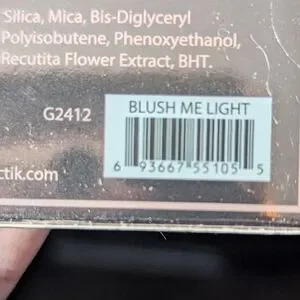 Silica, Mica, Bis-Diglyceryl
Polyisobutene, Phenoxyethanol,
Recutita Flower Extract, BHT.
G2412
BLUSH ME LIGHT
6 93667 55105 5
ctik.com